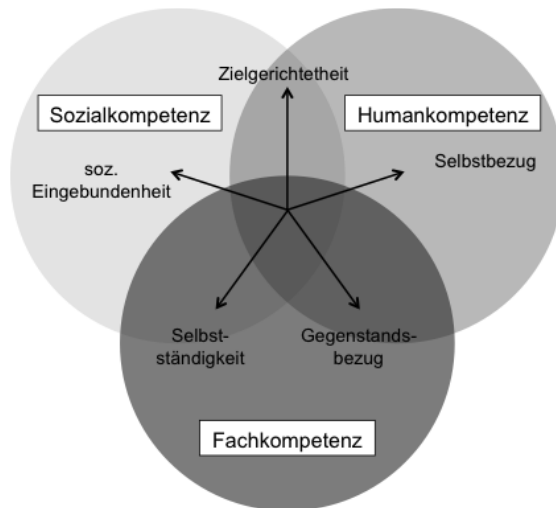 Zielgerichtetheit
Sozialkompetenz
Humankompetenz
soz.
Eingebundenheit
Selbstbezug
Selbst-
ständigkeit
Gegenstands-
bezug
Fachkompetenz